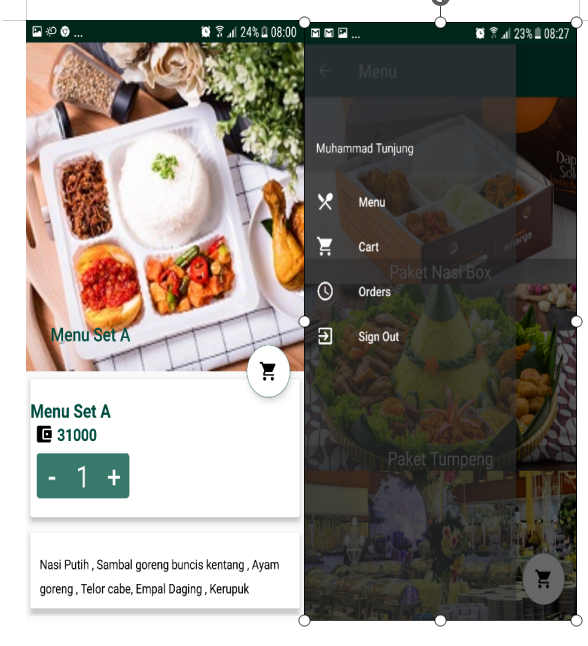 ... 24% 08:00
Menu Set A
Menu Set A
31000
- 1 +
Nasi Putih , Sambal goreng buncis kentang , Ayam
goreng , Telor cabe, Empal Daging , Kerupuk
... 23% 08:27
Menu
Muhammad Tunjung
Menu
Cart
Orders
Sign Out
Paket Nasi Box
Paket Tumpeng